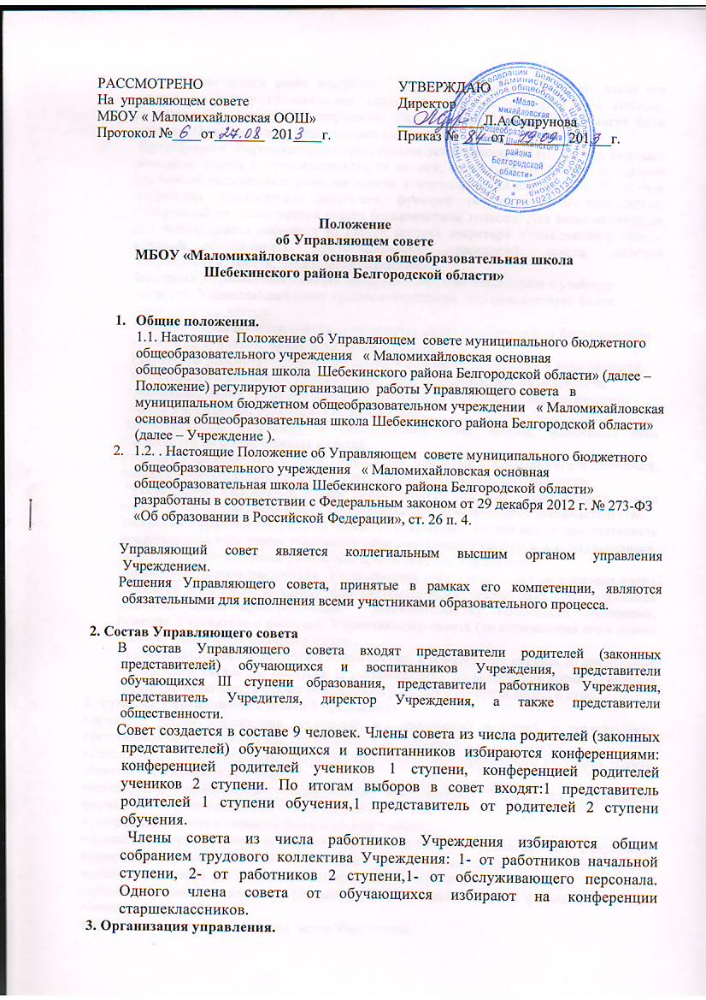 РАССМОТРЕНО
На управляющем совете
МБОУ « Маломихайловская ООШ»
Протокол № 6 от 27.08 2013 г.
УТВЕРЖДАЮ
Директор
Л.А.Супрунова
Приказ № 84 от 19.09 2013 г.
«Мало-
михайловская
района
Белгородской
области»
Положение
об Управляющем совете
МБОУ «Маломихайловская основная общеобразовательная школа
Шебекинского района Белгородской области»
1. Общие положения.
1.1. Настоящие Положение об Управляющем совете муниципального бюджетного
общеобразовательного учреждения « Маломихайловская основная
общеобразовательная школа Шебекинского района Белгородской области» (далее –
Положение) регулируют организацию работы Управляющего совета в
муниципальном бюджетном общеобразовательном учреждении « Маломихайловская
основная общеобразовательная школа Шебекинского района Белгородской области»
(далее – Учреждение ).
2. 1.2. . Настоящие Положение об Управляющем совете муниципального бюджетного
общеобразовательного учреждения « Маломихайловская основная
общеобразовательная школа Шебекинского района Белгородской области»
разработаны в соответствии с Федеральным законом от 29 декабря 2012 г. № 273-ФЗ
«Об образовании в Российской Федерации», ст. 26 п. 4.
Управляющий совет является коллегиальным высшим органом управления
Учреждением.
Решения Управляющего совета, принятые в рамках его компетенции, являются
обязательными для исполнения всеми участниками образовательного процесса.
2. Состав Управляющего совета
В состав Управляющего совета входят представители родителей (законных
представителей) обучающихся и воспитанников Учреждения, представители
обучающихся III ступени образования, представители работников Учреждения,
представитель Учредителя, директор Учреждения, а также представители
общественности.
Совет создается в составе 9 человек. Члены совета из числа родителей (законных
представителей) обучающихся и воспитанников избираются конференциями:
конференцией родителей учеников 1 ступени, конференцией родителей
учеников 2 ступени. По итогам выборов в совет входят:1 представитель
родителей 1 ступени обучения,1 представитель от родителей 2 ступени
обучения.
Члены совета из числа работников Учреждения избираются общим
собранием трудового коллектива Учреждения: 1- от работников начальной
ступени, 2- от работников 2 ступени,1- от обслуживающего персонала.
Одного члена совета от обучающихся избирают на конференции
старшеклассников.
3. Организация управления.